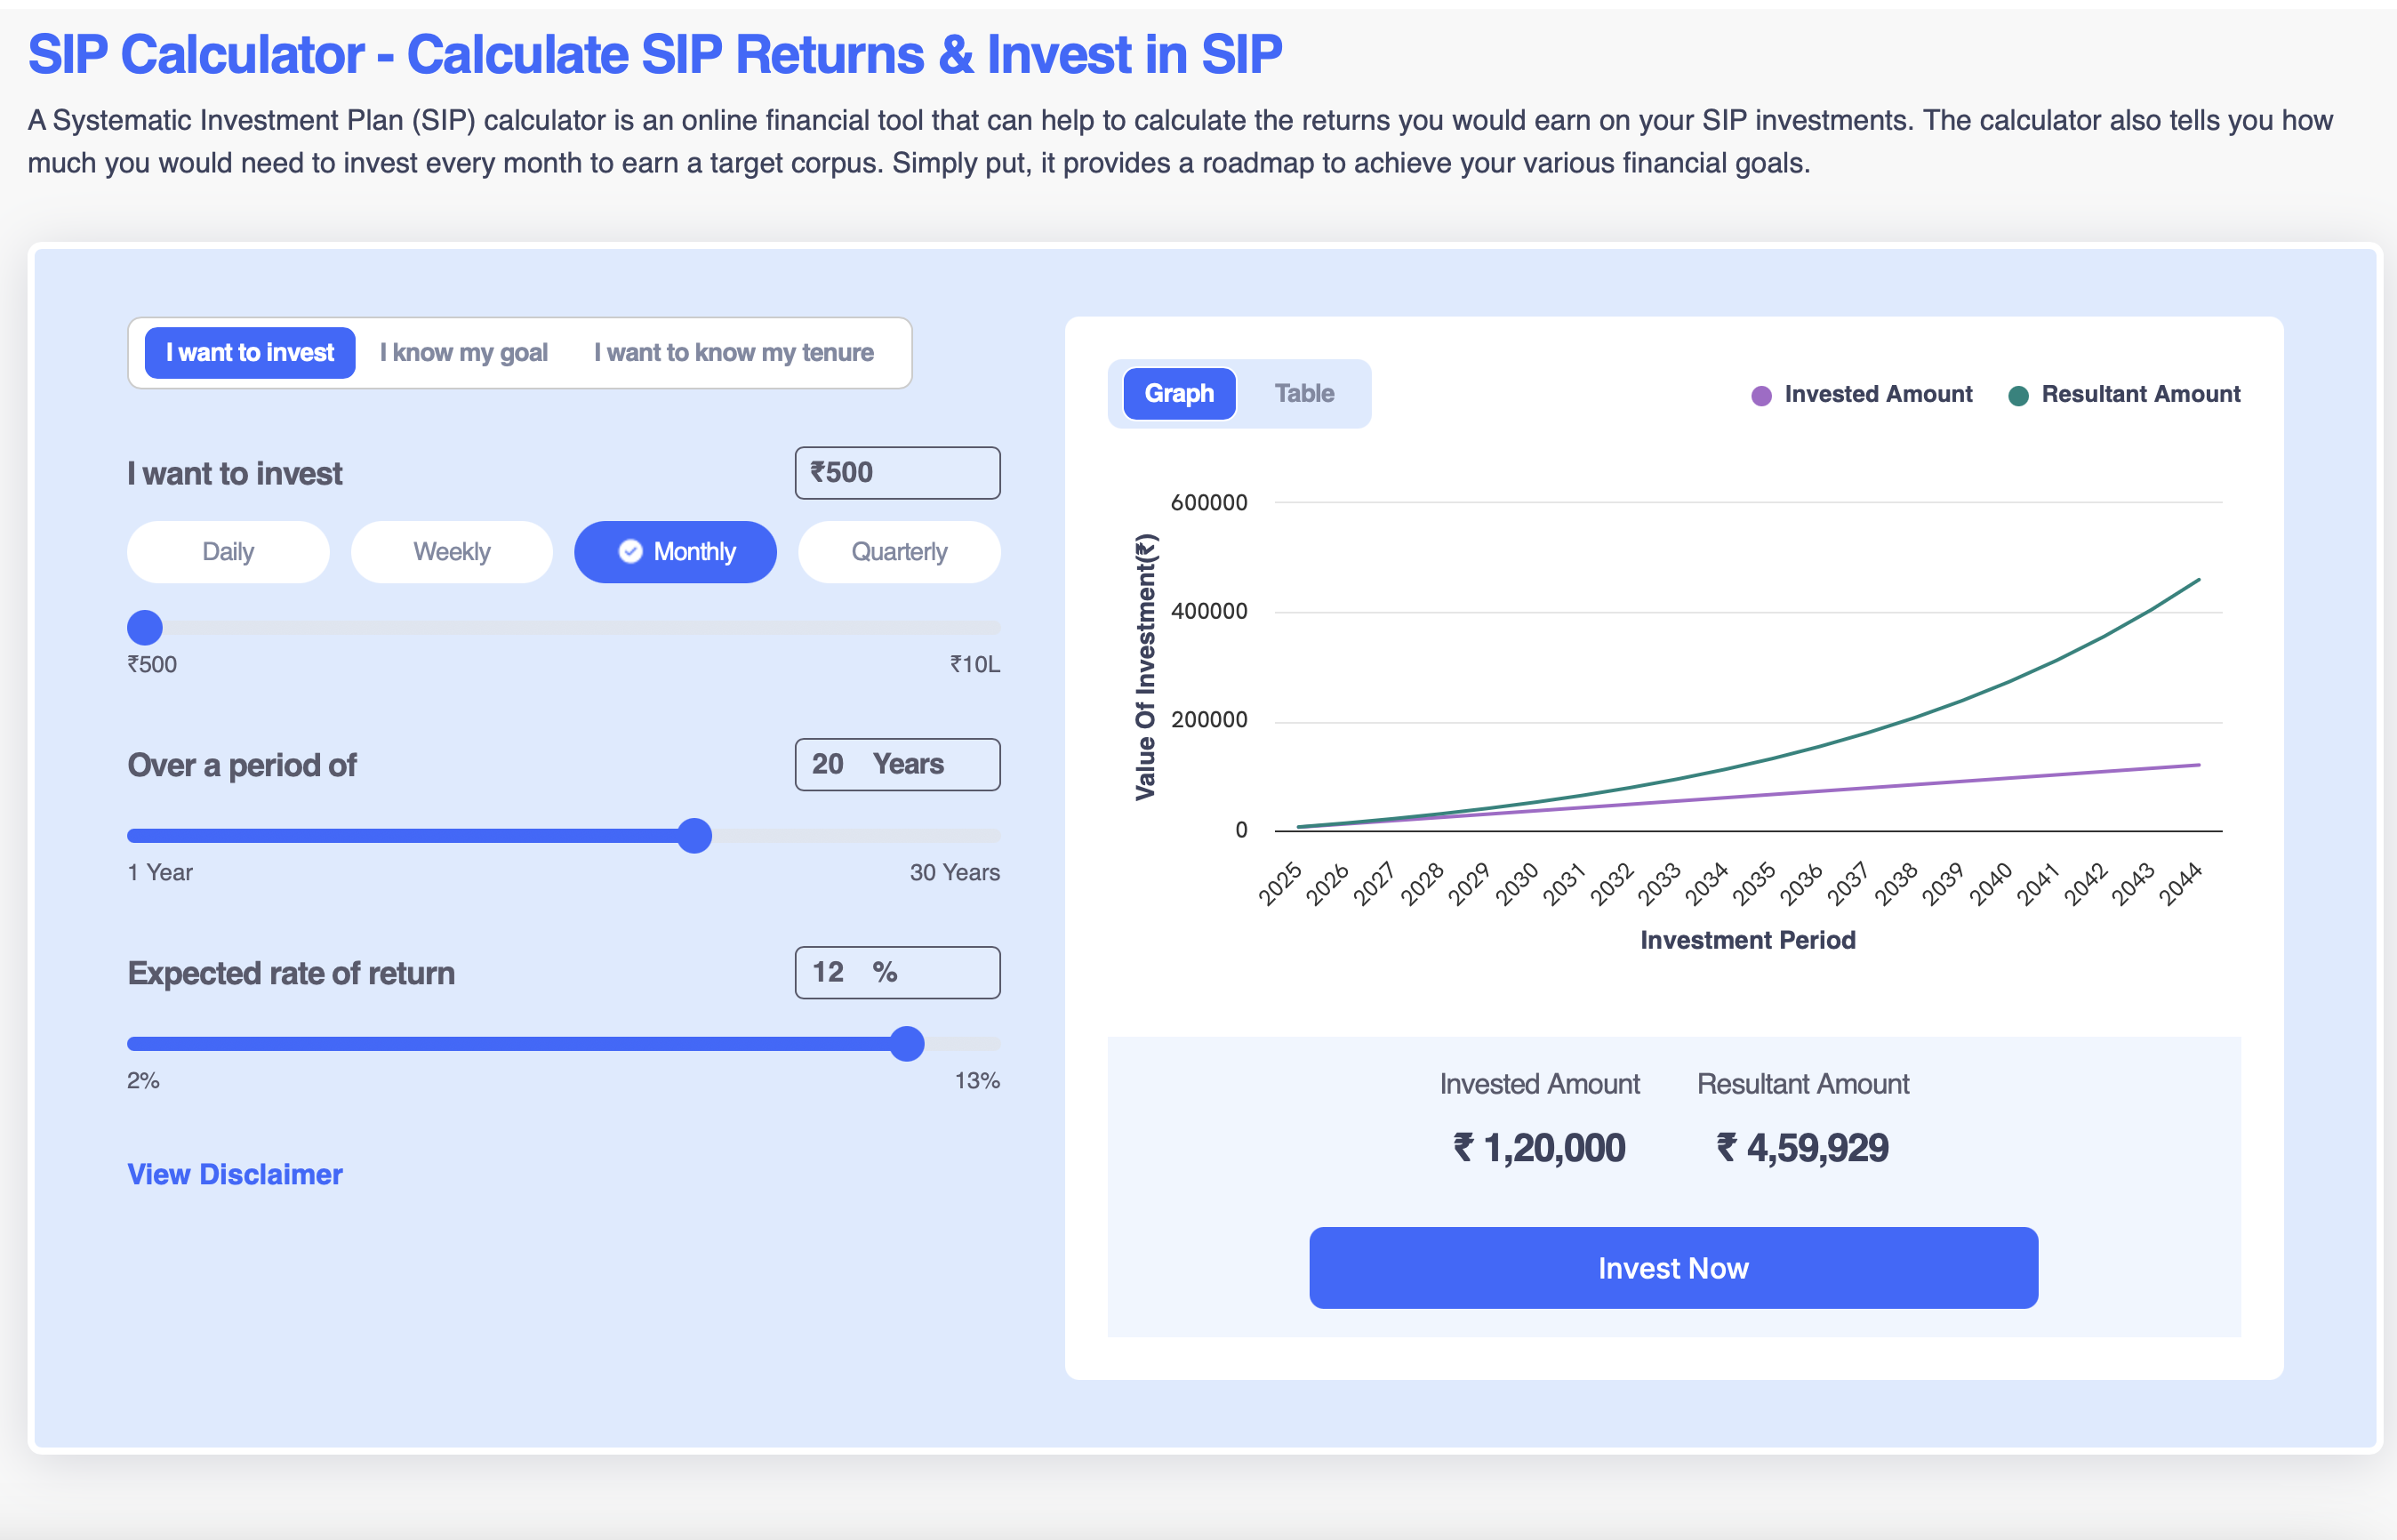 SIP Calculator - Calculate SIP Returns & Invest in SIP
A Systematic Investment Plan (SIP) calculator is an online financial tool that can help to calculate the returns you would earn on your SIP investments. The calculator also tells you how
much you would need to invest every month to earn a target corpus. Simply put, it provides a roadmap to achieve your various financial goals.
I want to invest I know my goal I want to know my tenure
I want to invest ₹500
Daily Weekly Monthly Quarterly
₹500 ₹10L
Over a period of 20 Years
1 Year 30 Years
Expected rate of return 12 %
2% 13%
View Disclaimer
Graph Table
Invested Amount Resultant Amount
Value Of Investment(₹)
600000
400000
200000
0
2025 2026 2027 2028 2029 2030 2031 2032 2033 2034 2035 2036 2037 2038 2039 2040 2041 2042 2043 2044
Investment Period
Invested Amount Resultant Amount
₹ 1,20,000 ₹ 4,59,929
Invest Now